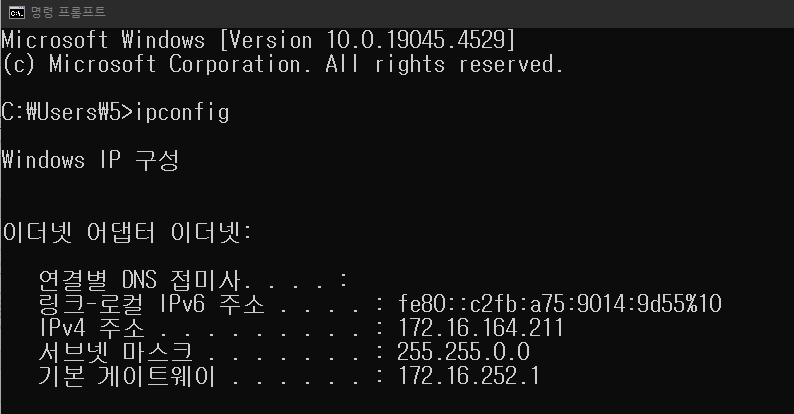 명령 프롬프트
Microsoft Windows [Version 10.0.19045.4529]
(c) Microsoft Corporation. All rights reserved.
C:₩Users₩5>ipconfig
Windows IP 구성
이더넷 어댑터 이더넷:
연결별 DNS 접미사. . . . :
링크-로컬 IPv6 주소 . . . . : fe80::c2fb:a75:9014:9d55%10
IPv4 주소 . . . . . . . . . : 172.16.164.211
서브넷 마스크 . . . . . . . : 255.255.0.0
기본 게이트웨이 . . . . . . : 172.16.252.1